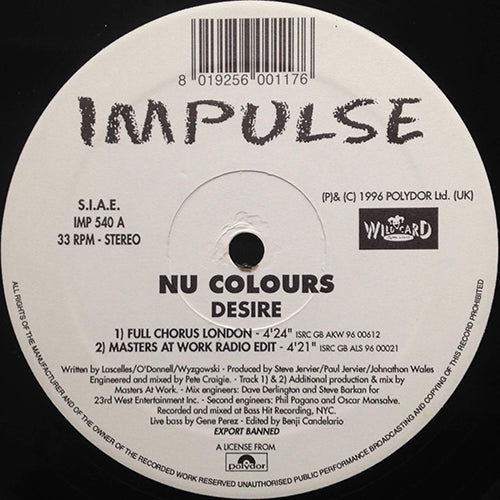 8 019256 001176
IMPULSE
S.I.A.E.
IMP 540 A
33 RPM - STEREO
(P)& (C) 1996 POLYDOR Ltd. (UK)
WILDCARD
NU COLOURS
DESIRE
1) FULL CHORUS LONDON - 4'24" ISRC GB AKW 96 00612
2) MASTERS AT WORK RADIO EDIT - 4'21" ISRC GB ALS 96 00021
Written by Lascelles/O'Donnell/Wyzgowski - Produced by Steve Jervier/Paul Jervier/Johnathon Wales
Engineered and mixed by Pete Craigie. - Track 1) & 2) Additional production & mix by
Masters At Work. - Mix engineers: Dave Derlington and Steve Barkan for
23rd West Entertainment Inc. - Second engineers: Phil Pagano and Oscar Monsalve.
Recorded and mixed at Bass Hit Recording, NYC.
Live bass by Gene Perez - Edited by Benji Candelario
EXPORT BANNED
A LICENSE FROM
Polydor
ALL RIGHTS OF THE MANUFACTURER AND OF THE OWNER OF THE RECORDED WORK RESERVED UNAUTHORISED PUBLIC PERFORMANCE BROADCASTING AND COPYING OF THIS RECORD PROHIBITED